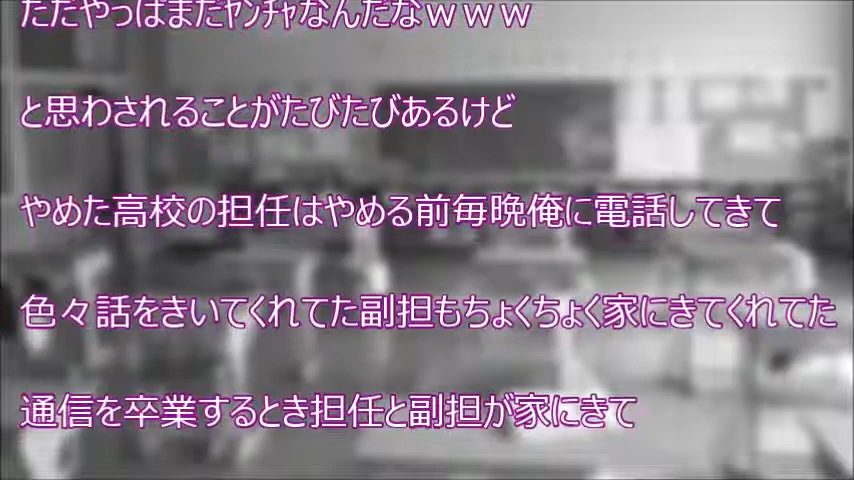 ただやっぱまだﾔﾝﾁｬなんだなｗｗｗ
と思わされることがたびたびあるけど
やめた高校の担任はやめる前毎晩俺に電話してきて
色々話をきいてくれてた副担もちょくちょく家にきてくれてた
通信を卒業するとき担任と副担が家にきて